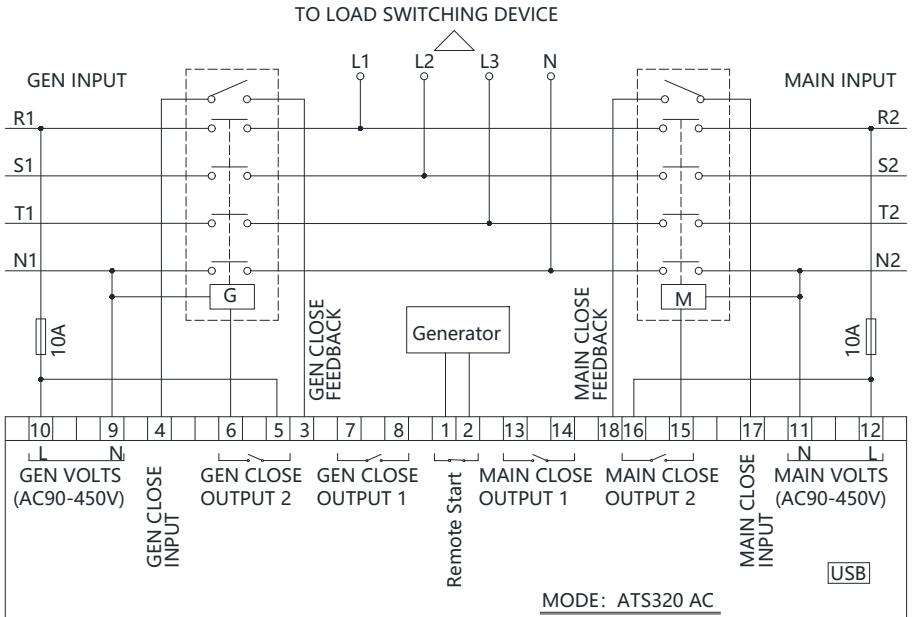 TO LOAD SWITCHING DEVICE
L1 L2 L3 N
GEN INPUT
MAIN INPUT
R1
R2
S1
S2
T1
T2
N1
N2
G
M
10A
GEN CLOSE
FEEDBACK
Generator
MAIN CLOSE
FEEDBACK
10A
10 9 4 6 5 3 7 8 1 2 13 14 18 16 15 17 11 12
L N
N L
GEN VOLTS
(AC90-450V)
GEN CLOSE
INPUT
GEN CLOSE
OUTPUT 2
GEN CLOSE
OUTPUT 1
Remote Start
MAIN CLOSE
OUTPUT 1
MAIN CLOSE
OUTPUT 2
MAIN CLOSE
INPUT
MAIN VOLTS
(AC90-450V)
USB
MODE: ATS320 AC